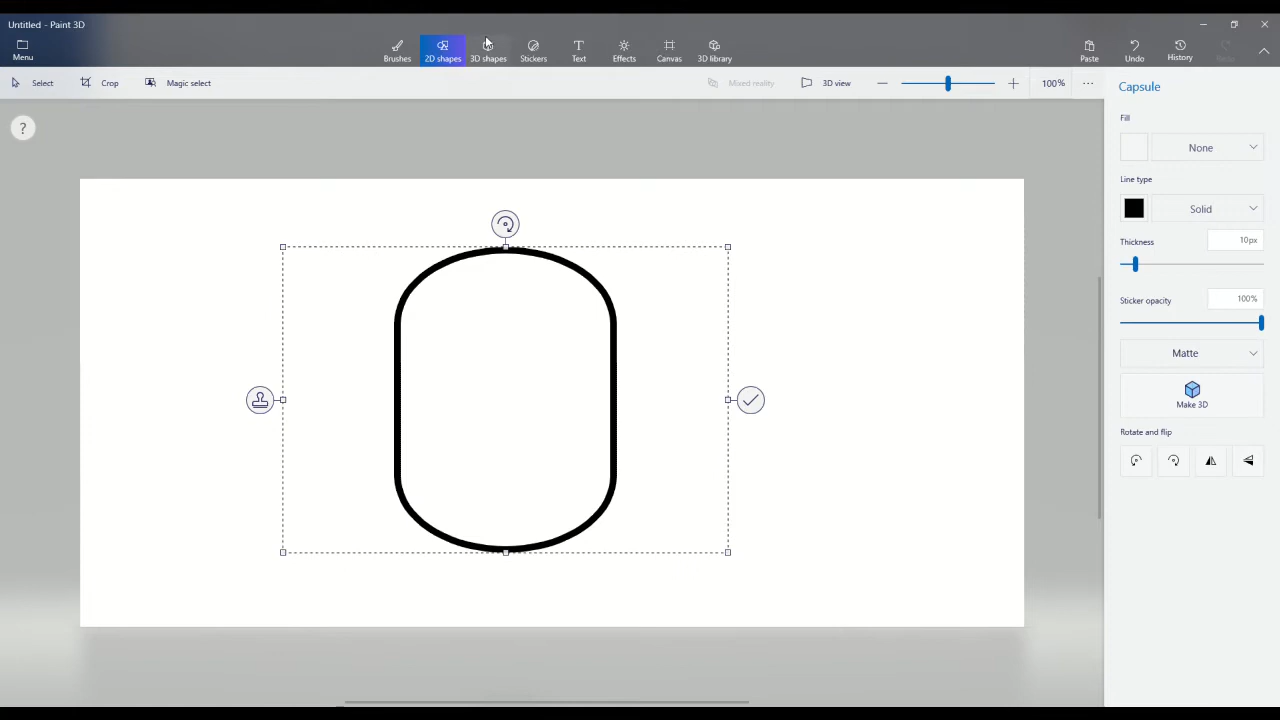 Untitled - Paint 3D
Menu
Brushes
2D shapes
3D shapes
Stickers
Text
Effects
Canvas
3D library
Paste
Undo
History
Select
Crop
Magic select
Mixed reality
3D view
100%
?
Capsule
Fill
None
Line type
Solid
Thickness
10px
Sticker opacity
100%
Matte
Make 3D
Rotate and flip